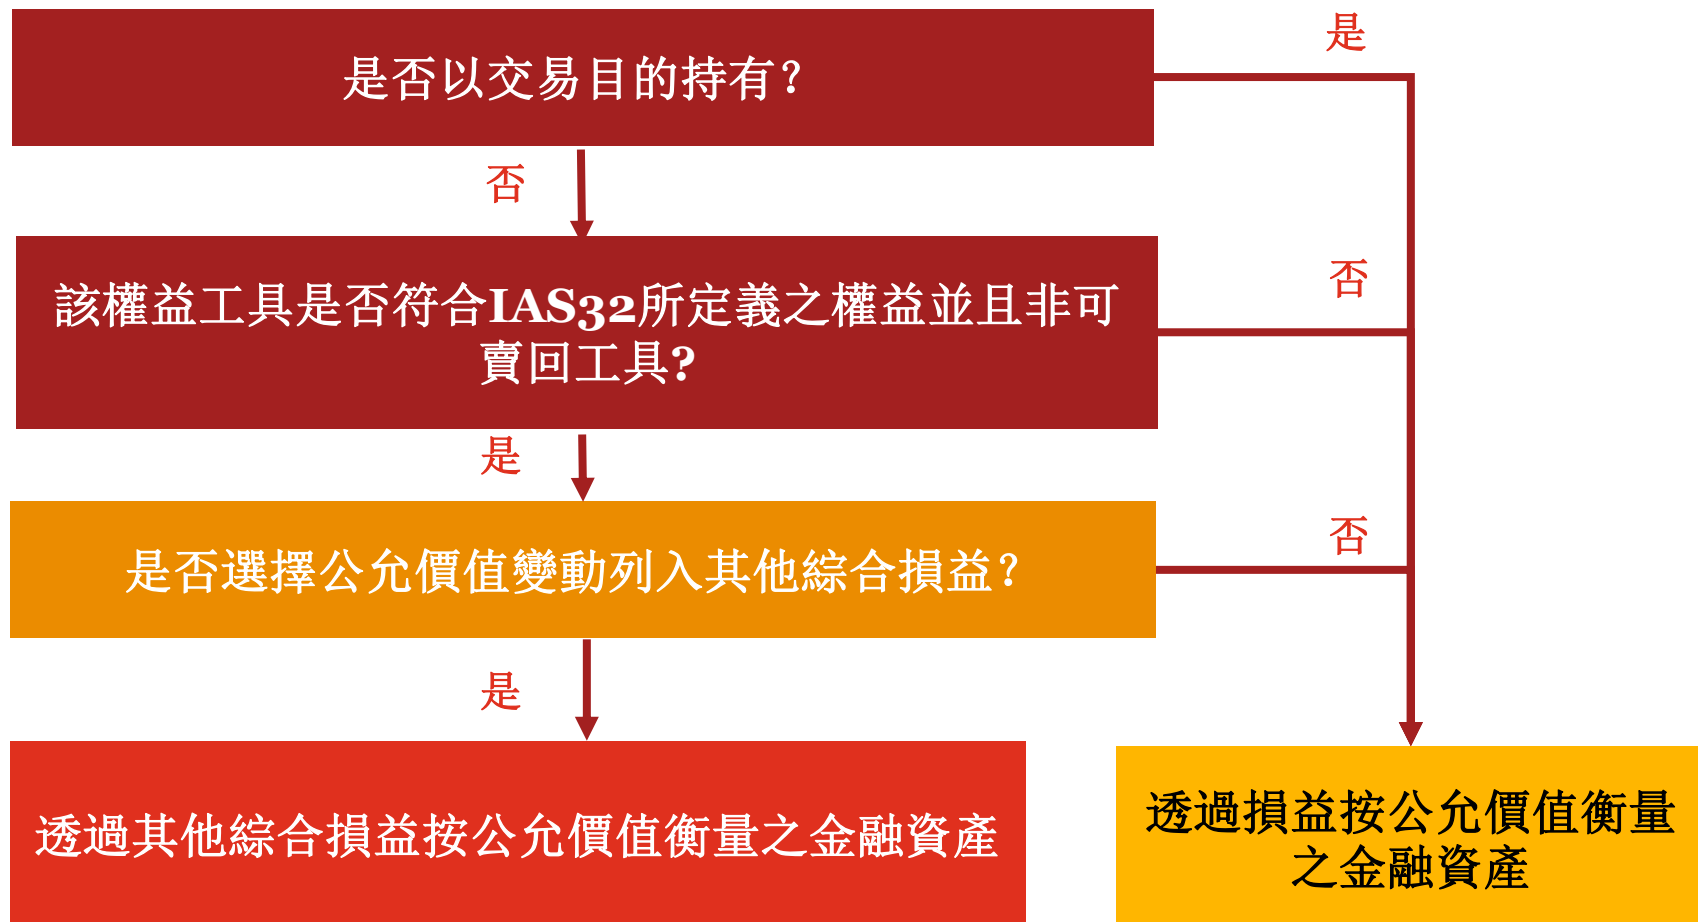 是
是否以交易目的持有？
否
該權益工具是否符合IAS32所定義之權益並且非可
賣回工具?
否
是
是否選擇公允價值變動列入其他綜合損益？
否
是
透過其他綜合損益按公允價值衡量之金融資產
透過損益按公允價值衡量
之金融資產